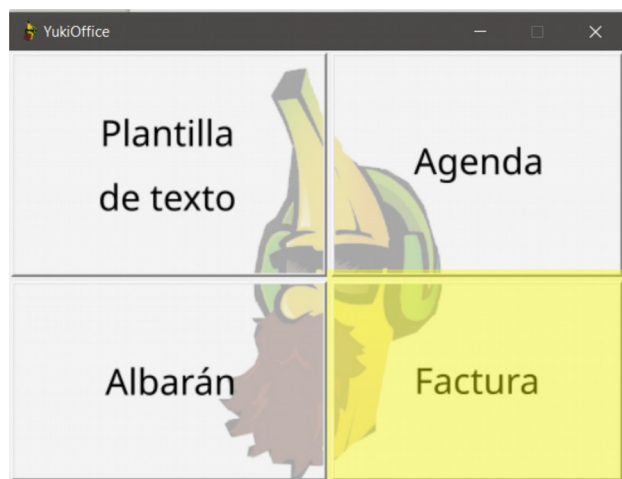 YukiOffice
Plantilla
de texto
Agenda
Albarán
Factura